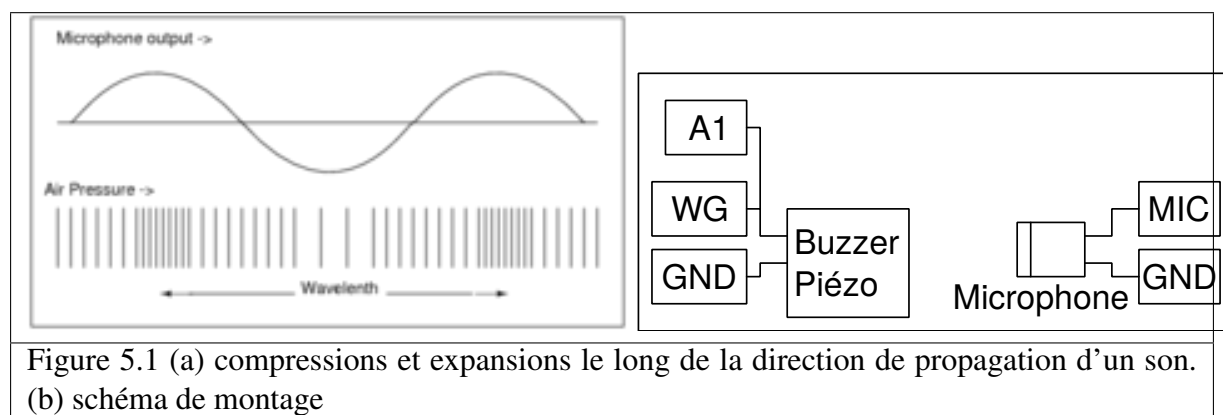 Microphone output ->
Air Pressure ->
Wavelenth
A1
WG
GND
Buzzer
Piézo
Microphone
MIC
GND
Figure 5.1 (a) compressions et expansions le long de la direction de propagation d'un son.
(b) schéma de montage